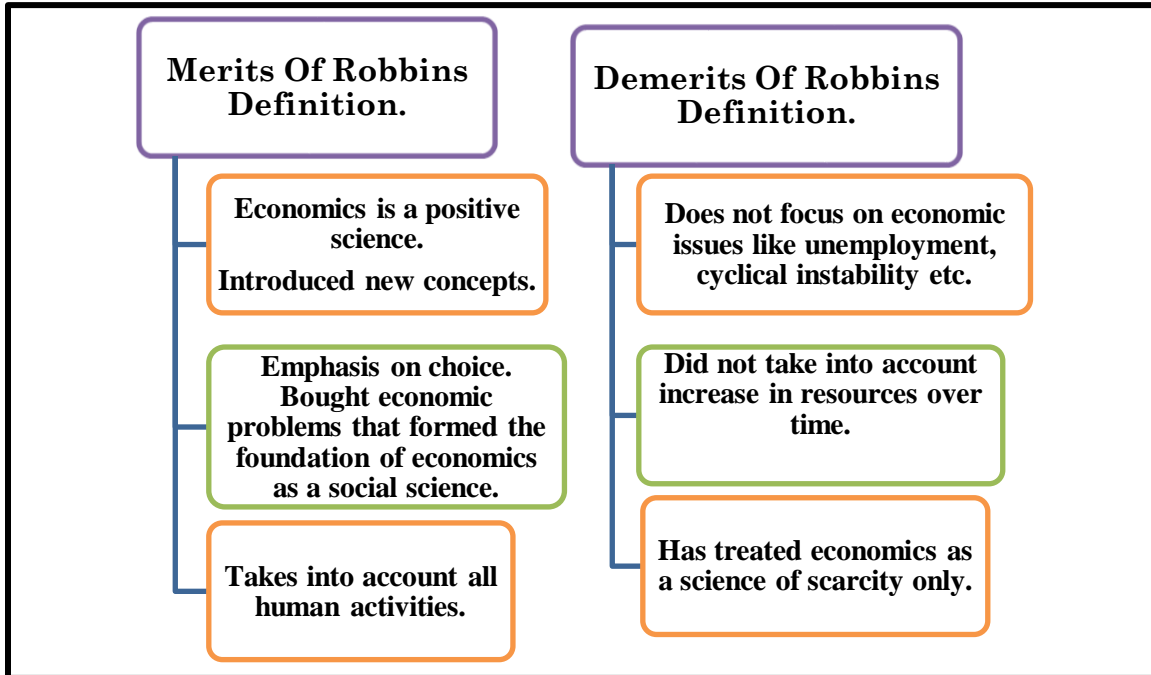 Merits Of Robbins
Definition.
Economics is a positive
science.
Introduced new concepts.
Emphasis on choice.
Bought economic
problems that formed the
foundation of economics
as a social science.
Takes into account all
human activities.
Demerits Of Robbins
Definition.
Does not focus on economic
issues like unemployment,
cyclical instability etc.
Did not take into account
increase in resources over
time.
Has treated economics as
a science of scarcity only.